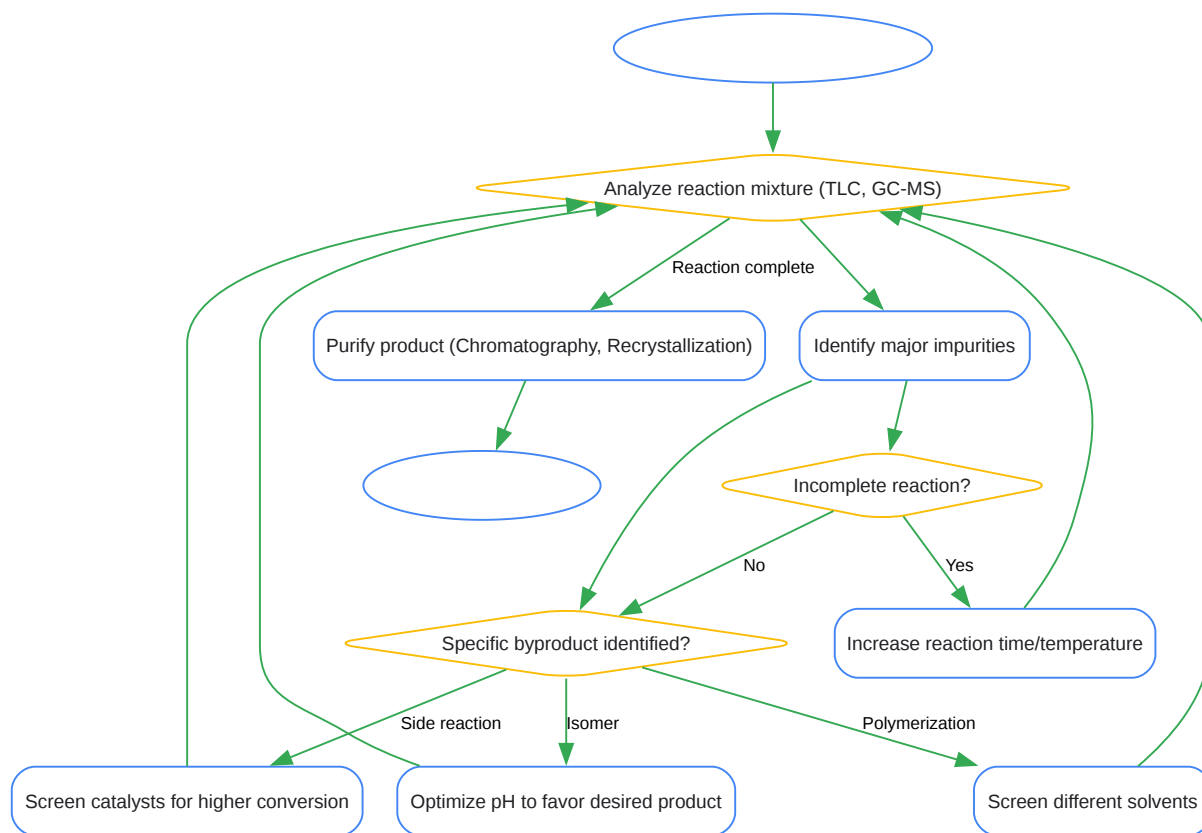 Analyze reaction mixture (TLC, GC-MS)
Reaction complete
Purify product (Chromatography, Recrystallization)
Identify major impurities
Incomplete reaction?
No
Yes
Specific byproduct identified?
Increase reaction time/temperature
Side reaction
Isomer
Polymerization
Screen catalysts for higher conversion
Optimize pH to favor desired product
Screen different solvents